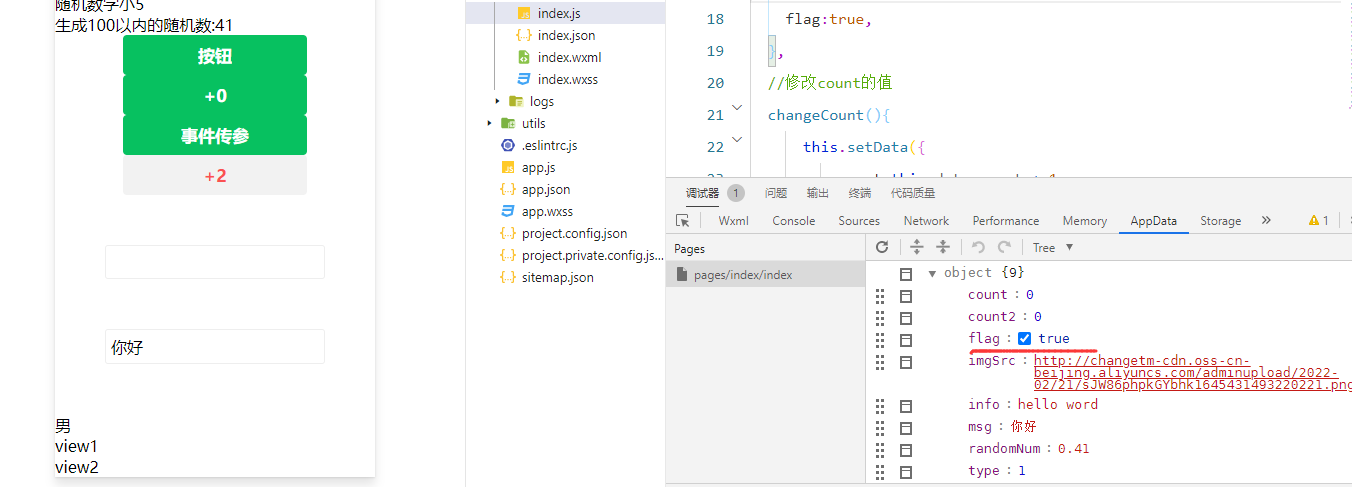 随机数字小5
生成100以内的随机数:41
按钮
+0
事件传参
+2
你好
男
view1
view2
index.js
index.json
index.wxml
index.wxss
logs
utils
.eslintrc.js
app.js
app.json
app.wxss
project.config.json
project.private.config.js...
sitemap.json
18 flag:true,
19 },
20 //修改count的值
21 changeCount(){
22 this.setData({
调试器 1 问题 输出 终端 代码质量
Wxml Console Sources Network Performance Memory AppData Storage » 1
Pages
Tree
pages/index/index
object {9}
count : 0
count2 : 0
flag : true
imgSrc : http://changetm-cdn.oss-cn-
beijing.aliyuncs.com/adminupload/2022-
02/21/sJW86phpkGYbhk1645431493220221.png
info : hello word
msg : 你好
randomNum : 0.41
type : 1